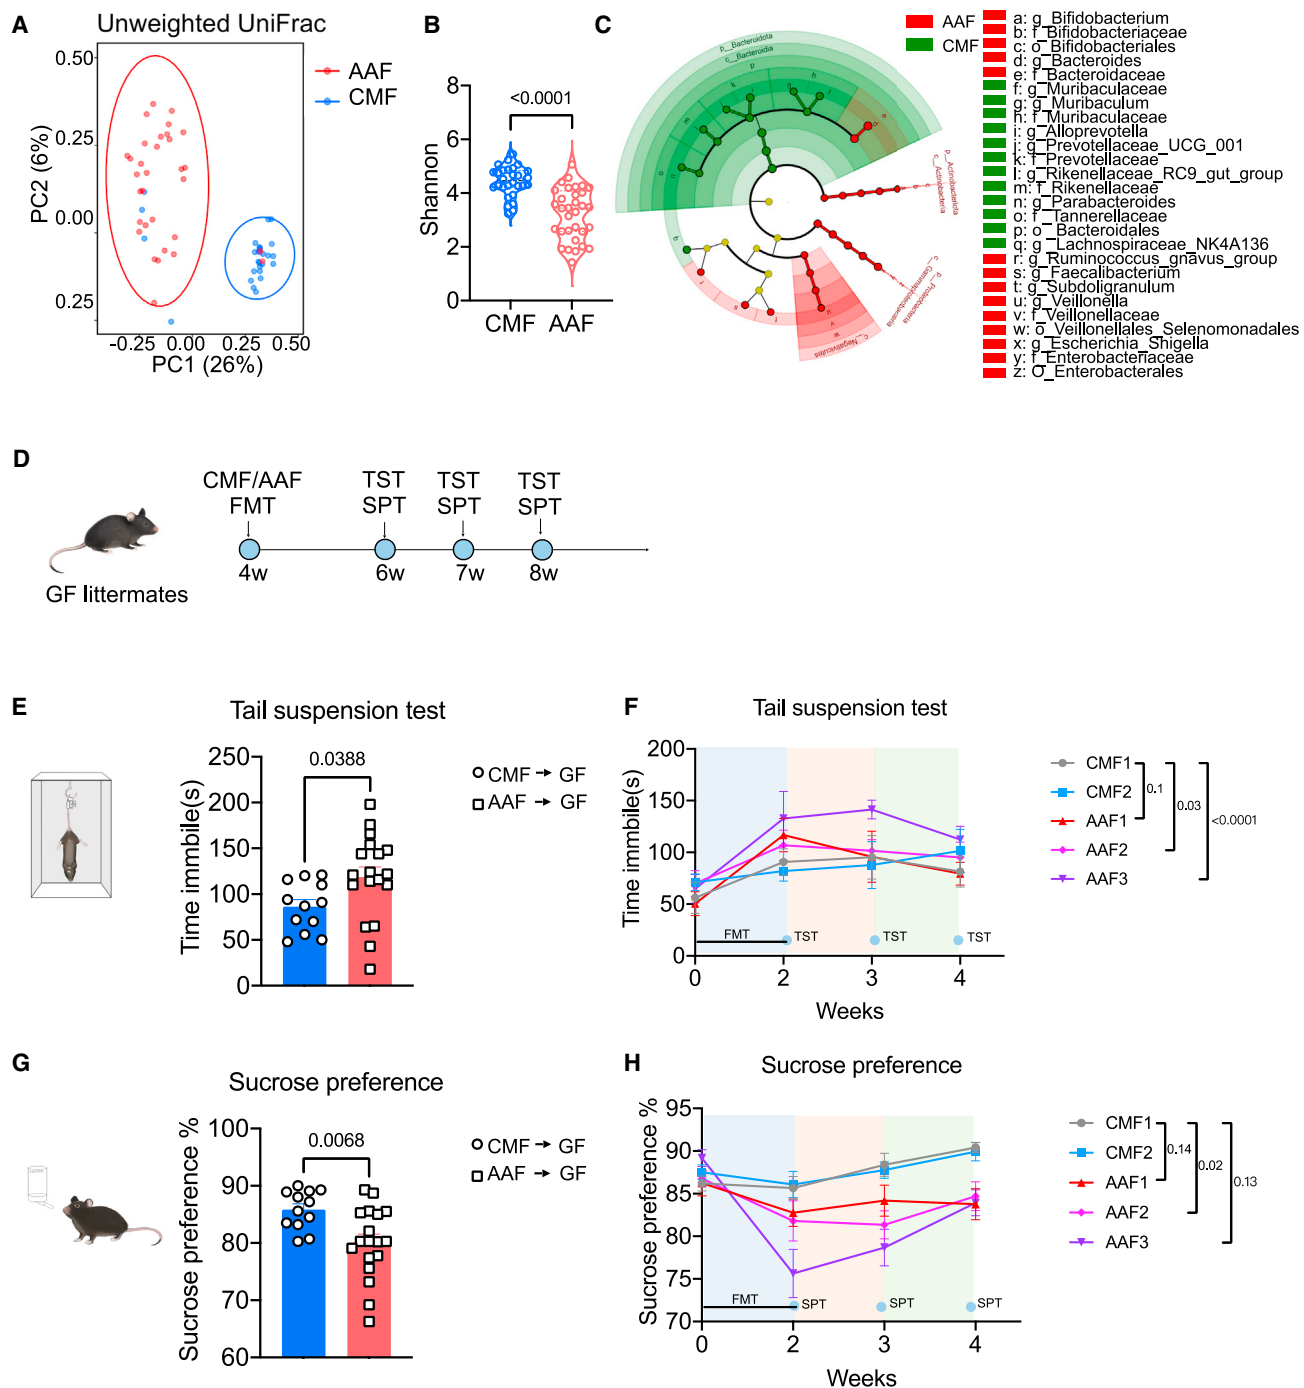 A
Unweighted UniFrac
0.50
0.25
0.00
0.25
PC2 (6%)
-0.25
0.00
0.25
0.50
PC1 (26%)
AAF
CMF
B
<0.0001
8
6
4
2
0
Shannon
CMF
AAF
C
AAF
CMF
p__Bacteroidota
c__Bacteroidia
p__Actinobacteriota
c__Actinobacteria
p__Proteobacteria
c__Gammaproteobacteria
c__Negativicutes
a: g_Bifidobacterium
b: f_Bifidobacteriaceae
c: o_Bifidobacteriales
d: g_Bacteroides
e: f_Bacteroidaceae
f: g_Muribaculaceae
g: g_Muribaculum
h: f_Muribaculaceae
i: g_Alloprevotella
j: g_Prevotellaceae_UCG_001
k: f_Prevotellaceae
l: g_Rikenellaceae_RC9_gut_group
m: f_Rikenellaceae
n: g_Parabacteroides
o: f_Tannerellaceae
p: o_Bacteroidales
q: g_Lachnospiraceae_NK4A136
r: g_Ruminococcus_gnavus_group
s: g_Faecalibacterium
t: g_Subdoligranulum
u: g_Veillonella
v: f_Veillonellaceae
w: o_Veillonellales_Selenomonadales
x: g_Escherichia_Shigella
y: f_Enterobacteriaceae
z: O_Enterobacterales
D
GF littermates
CMF/AAF
FMT
TST
SPT
TST
SPT
TST
SPT
4w
6w
7w
8w
E
Tail suspension test
0.0388
250
200
150
100
50
0
Time immbile(s)
CMF → GF
AAF → GF
F
Tail suspension test
200
150
100
50
0
Time immbile(s)
FMT
TST
TST
TST
0
2
3
4
Weeks
CMF1
CMF2
AAF1
AAF2
AAF3
0.1
0.03
<0.0001
G
Sucrose preference
0.0068
100
90
80
70
60
Sucrose preference %
CMF → GF
AAF → GF
H
Sucrose preference
95
90
85
80
75
70
Sucrose preference %
FMT
SPT
SPT
SPT
0
2
3
4
Weeks
CMF1
CMF2
AAF1
AAF2
AAF3
0.14
0.02
0.13